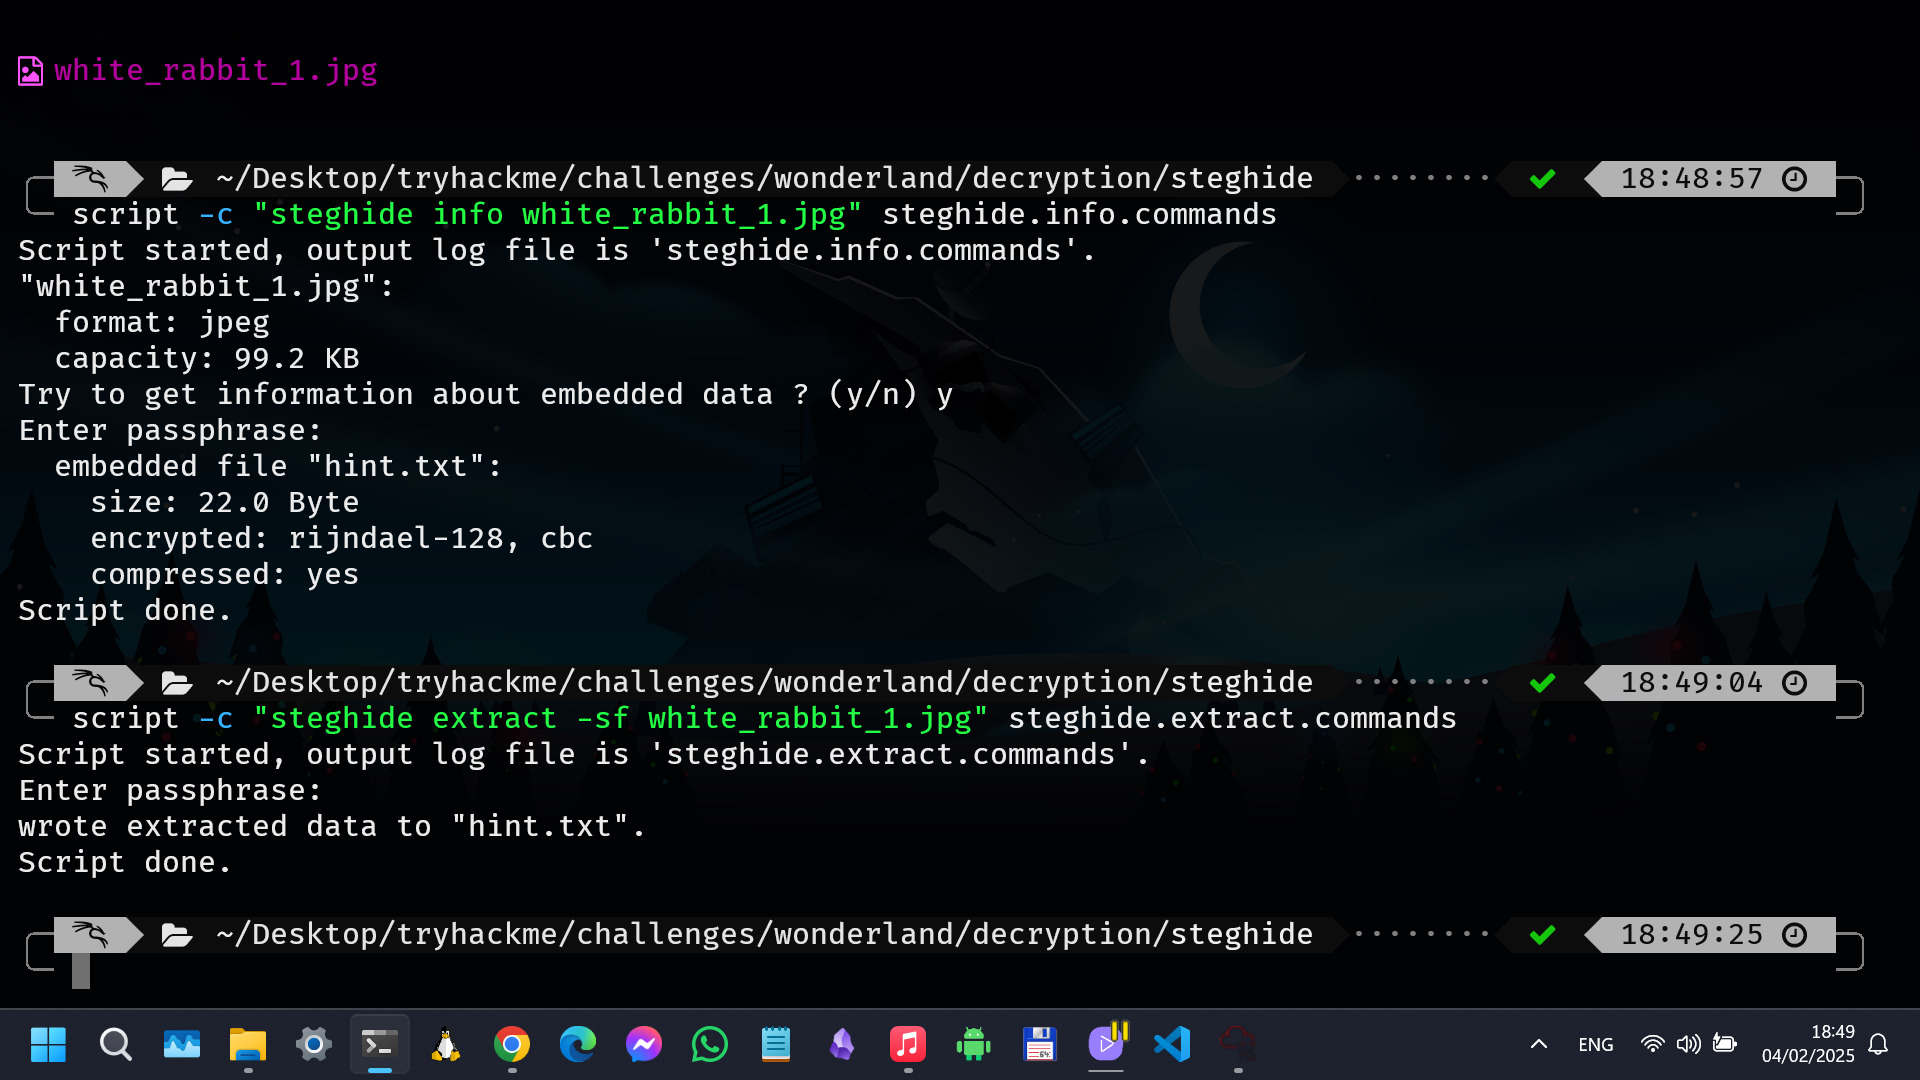 white_rabbit_1.jpg
~/Desktop/tryhackme/challenges/wonderland/decryption/steghide ········ ✔ 18:48:57
script -c "steghide info white_rabbit_1.jpg" steghide.info.commands
Script started, output log file is 'steghide.info.commands'.
"white_rabbit_1.jpg":
  format: jpeg
  capacity: 99.2 KB
Try to get information about embedded data ? (y/n) y
Enter passphrase:
  embedded file "hint.txt":
    size: 22.0 Byte
    encrypted: rijndael-128, cbc
    compressed: yes
Script done.
~/Desktop/tryhackme/challenges/wonderland/decryption/steghide ········ ✔ 18:49:04
script -c "steghide extract -sf white_rabbit_1.jpg" steghide.extract.commands
Script started, output log file is 'steghide.extract.commands'.
Enter passphrase:
wrote extracted data to "hint.txt".
Script done.
~/Desktop/tryhackme/challenges/wonderland/decryption/steghide ········ ✔ 18:49:25
64
ENG
18:49
04/02/2025